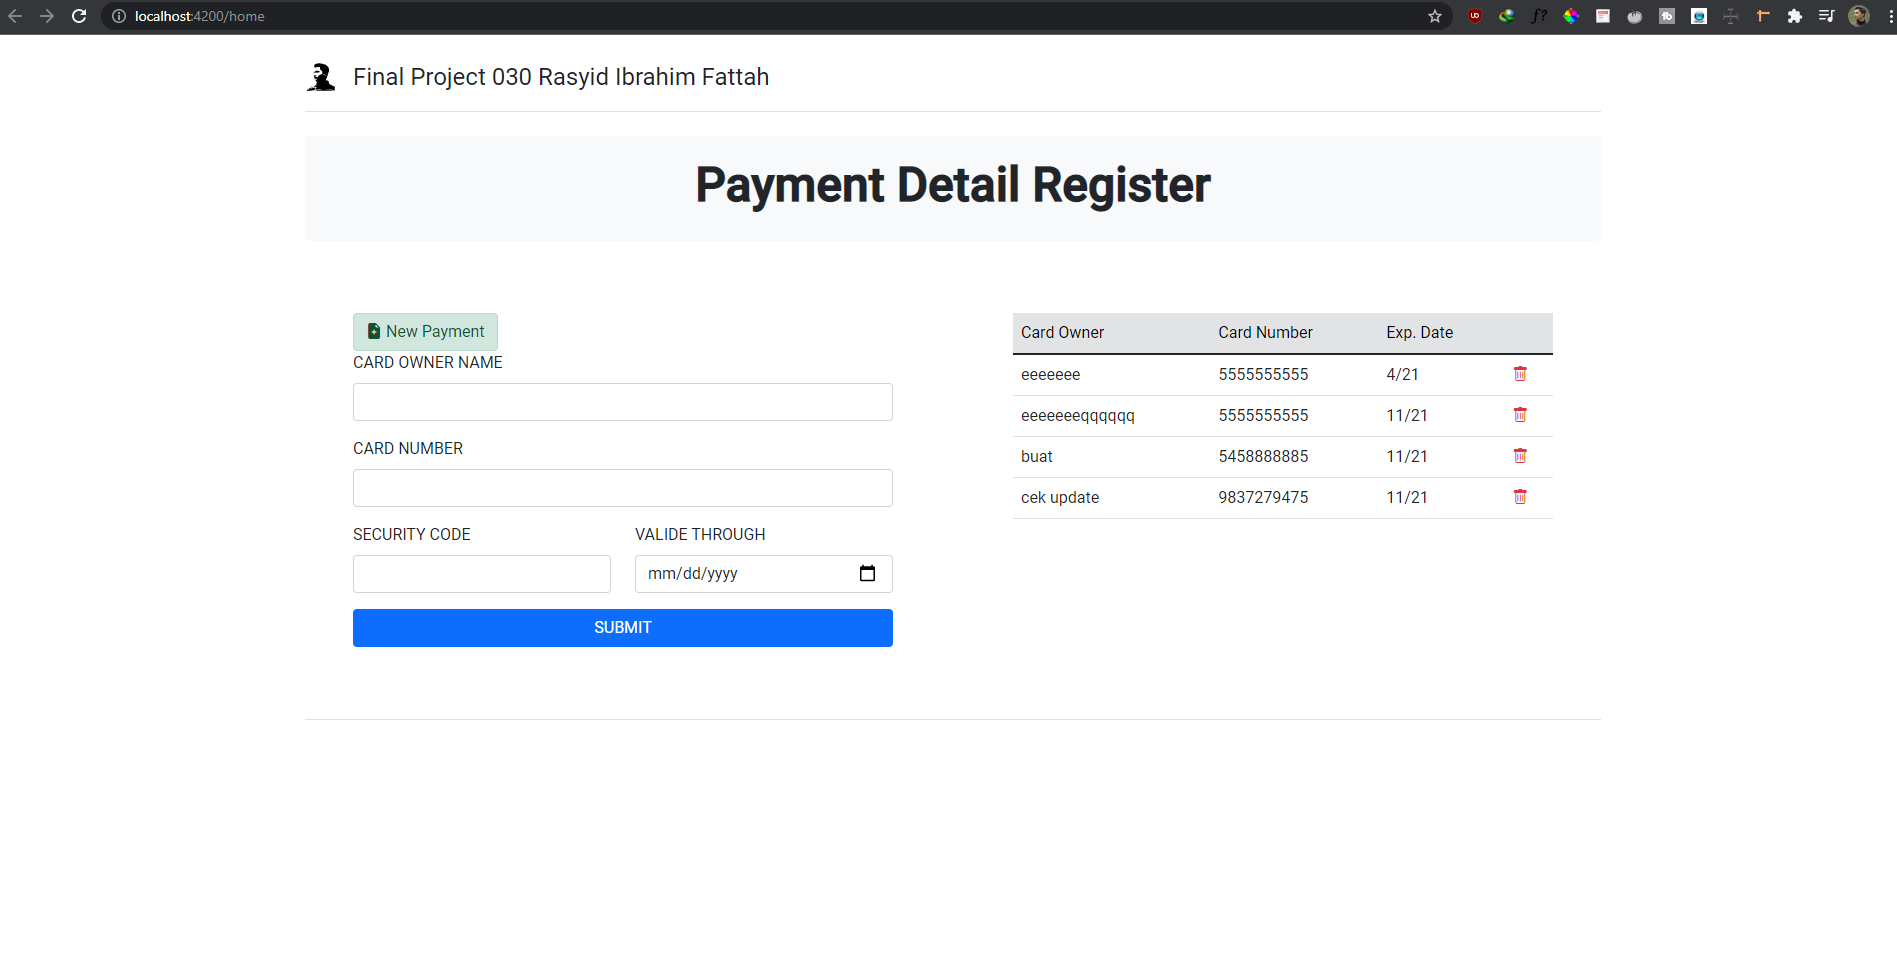 localhost:4200/home
Final Project 030 Rasyid Ibrahim Fattah
Payment Detail Register
New Payment
CARD OWNER NAME
CARD NUMBER
SECURITY CODE
VALIDE THROUGH
mm/dd/yyyy
SUBMIT
Card Owner Card Number Exp. Date
eeeeeee 5555555555 4/21
eeeeeeeqqqqqq 5555555555 11/21
buat 5458888885 11/21
cek update 9837279475 11/21